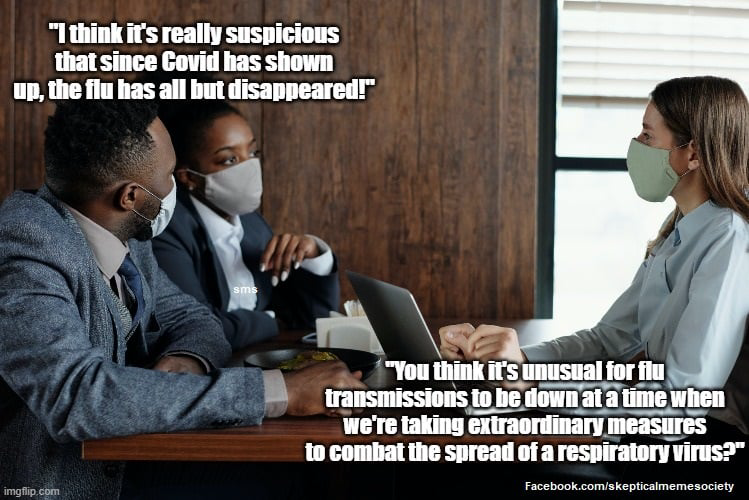 "I think it's really suspicious
that since Covid has shown
up, the flu has all but disappeared!"
sms
"You think it's unusual for flu
transmissions to be down at a time when
we're taking extraordinary measures
to combat the spread of a respiratory virus?"
Facebook.com/skepticalmemesociety
imgflip.com